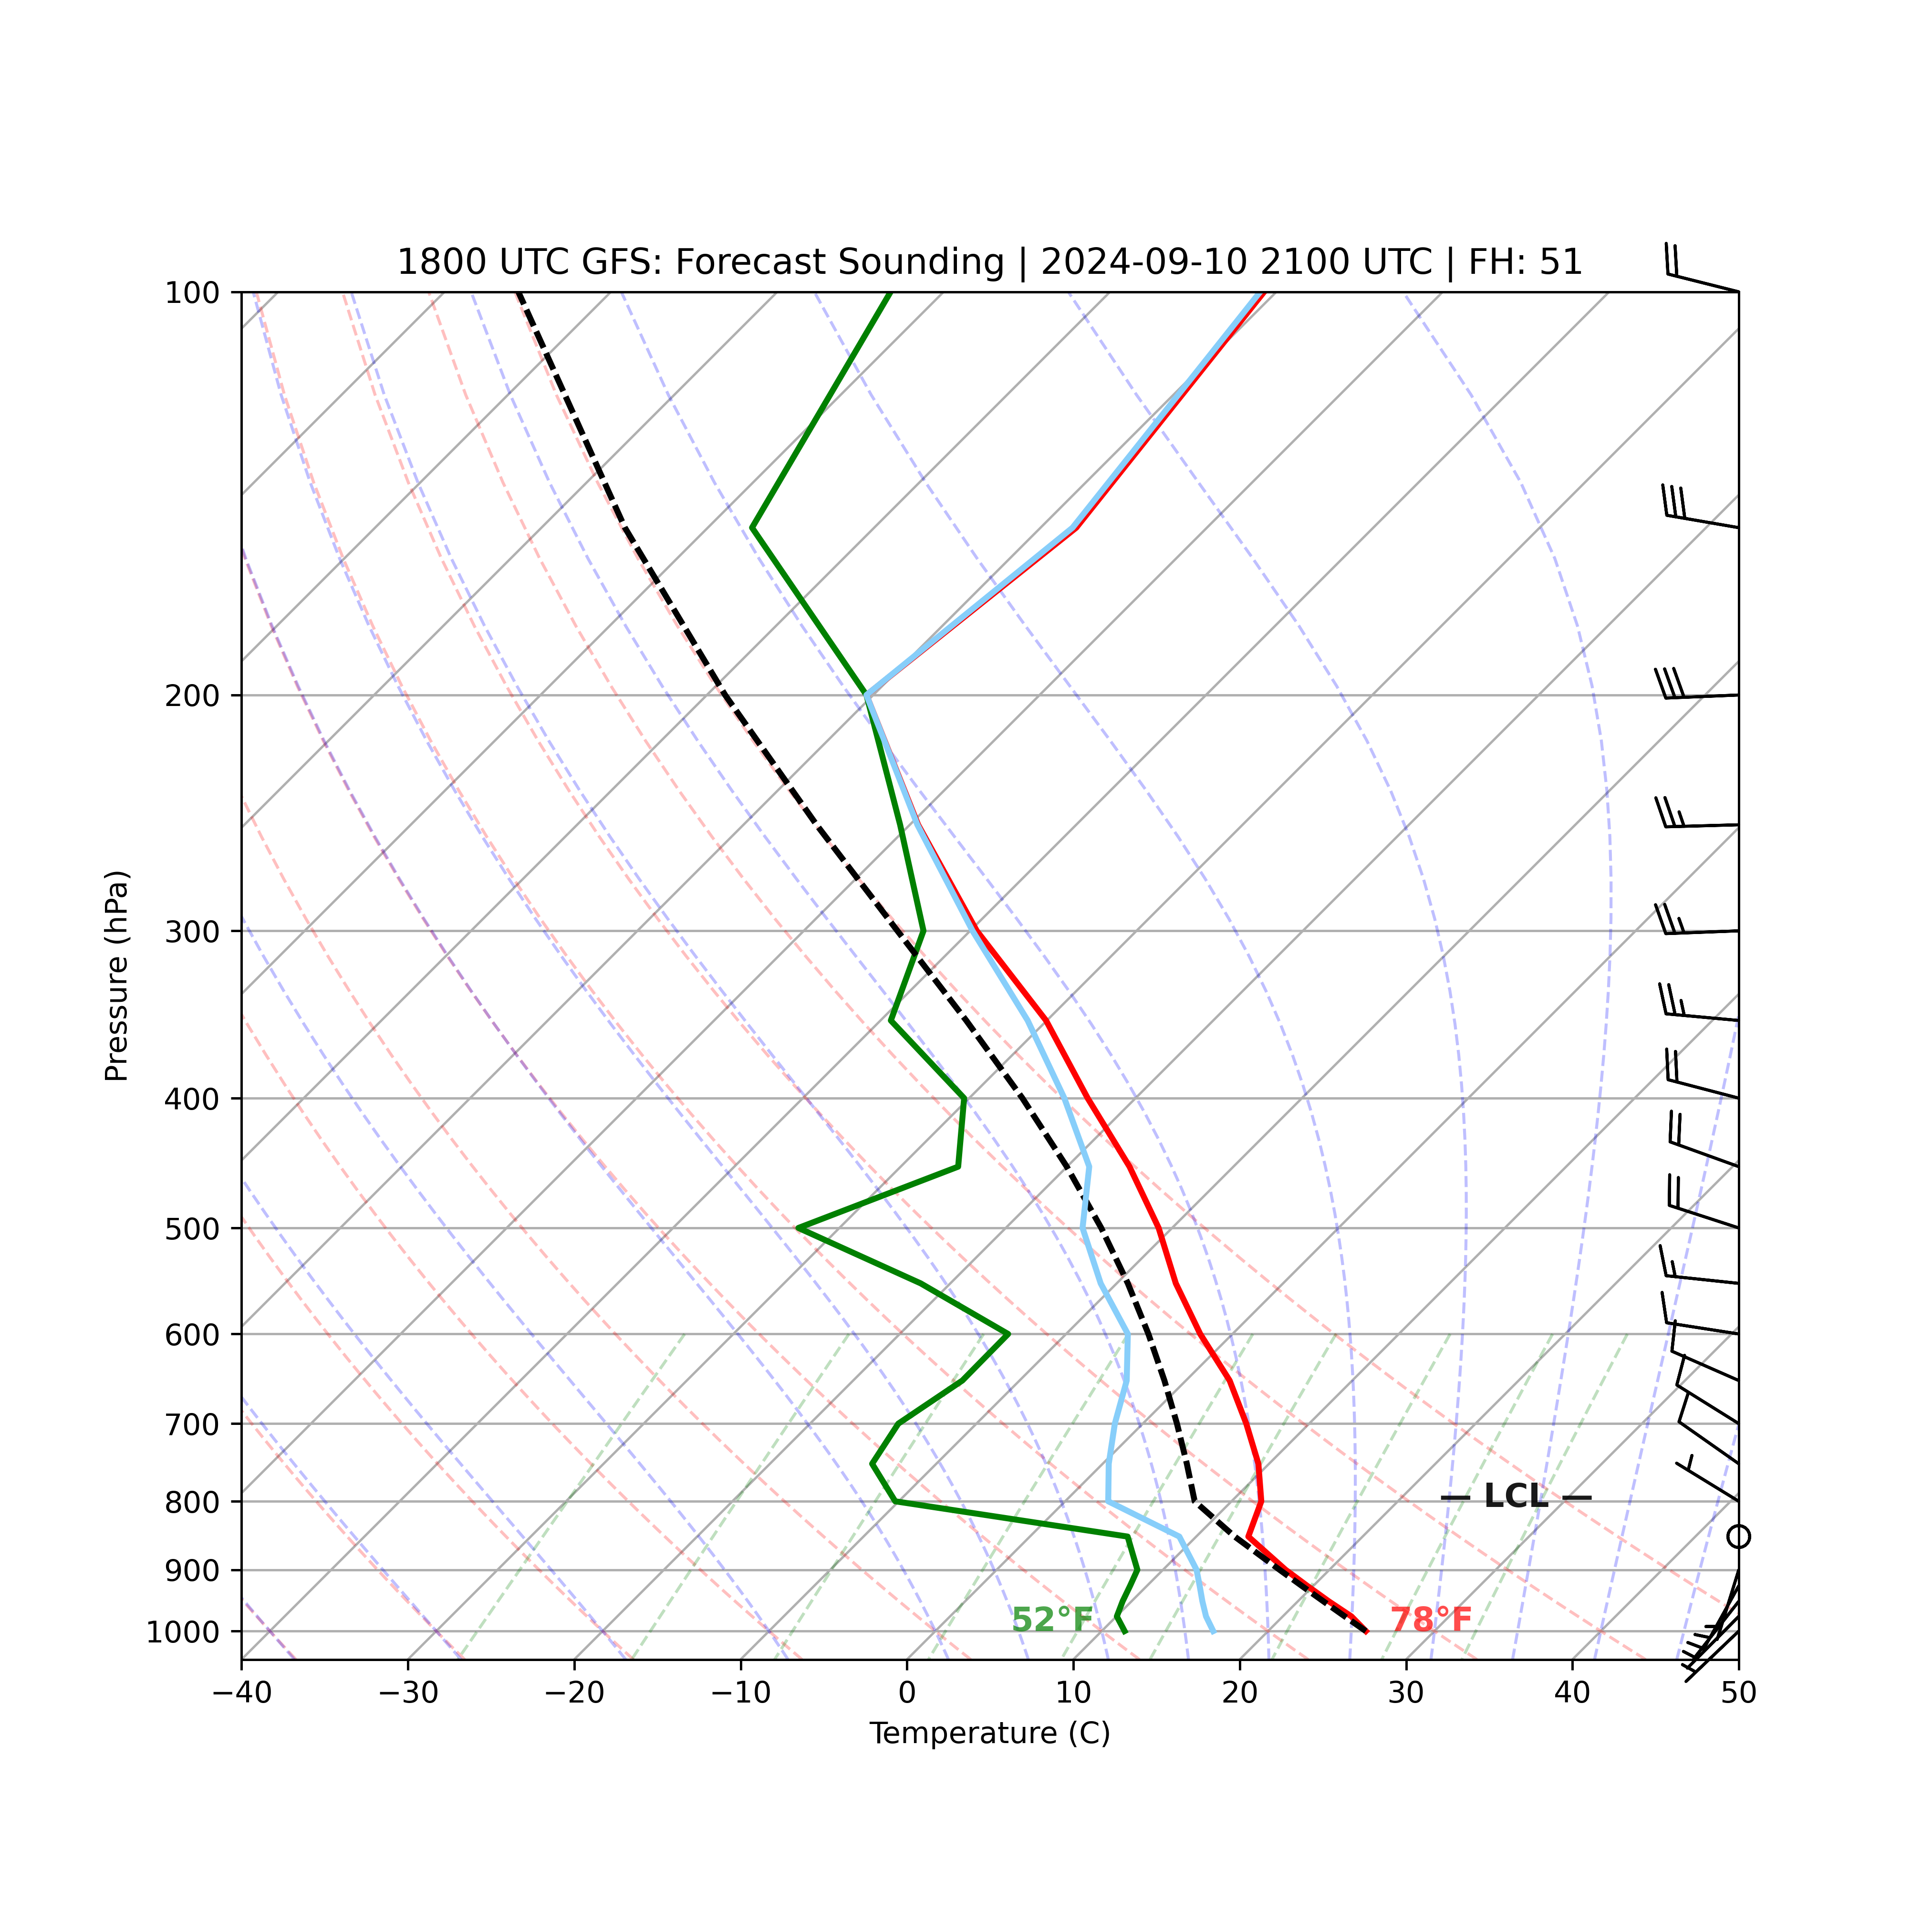 1800 UTC GFS: Forecast Sounding | 2024-09-10 2100 UTC | FH: 51
100
200
300
400
500
600
700
800
900
1000
Pressure (hPa)
— LCL —
52°F
78°F
−40 −30 −20 −10 0 10 20 30 40 50
Temperature (C)